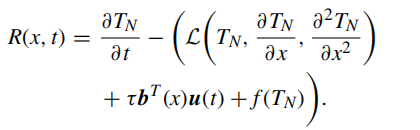 R(x, t) = ∂T_N/∂t − (ℒ(T_N, ∂T_N/∂x, ∂²T_N/∂x²)
+ τb^T(x)u(t) + f(T_N)).